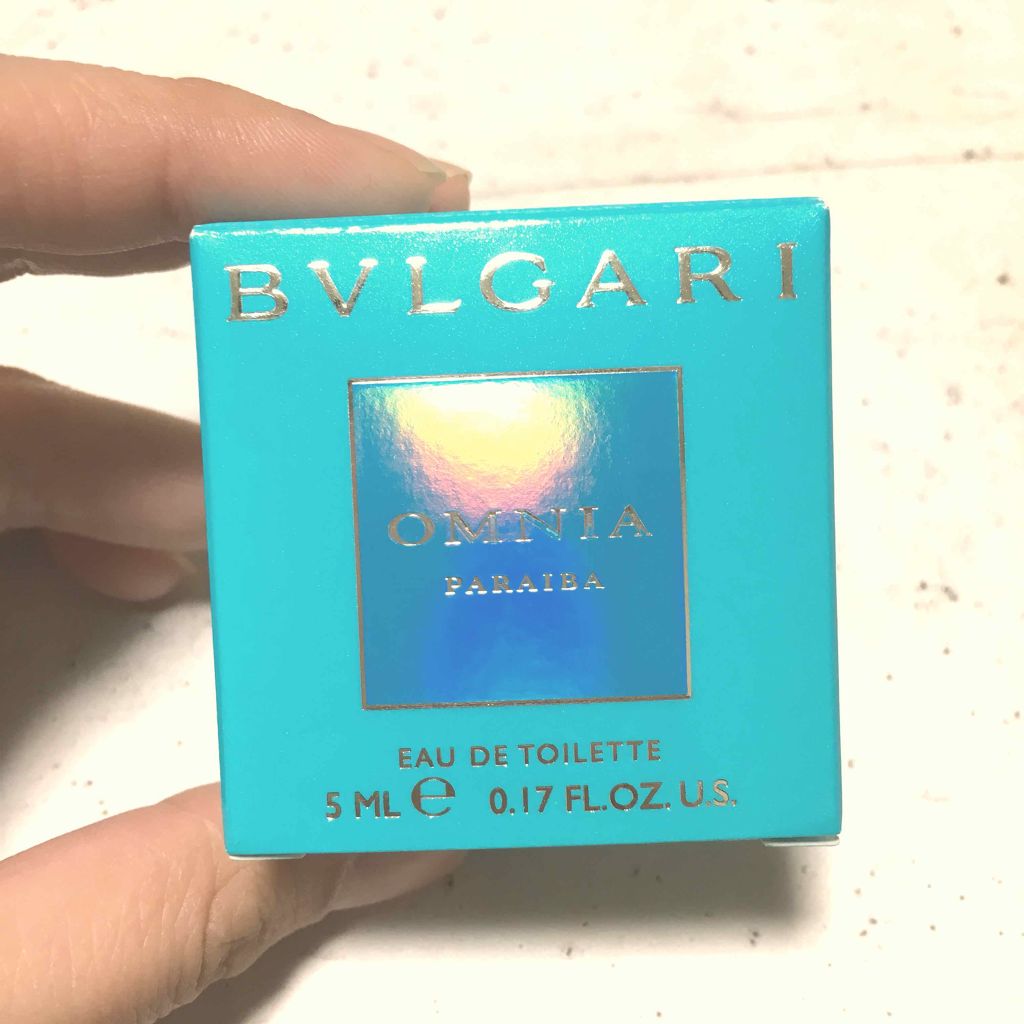 BVLGARI
OMNIA
PARAIBA
EAU DE TOILETTE
5 ML ℮ 0.17 FL.OZ. U.S.